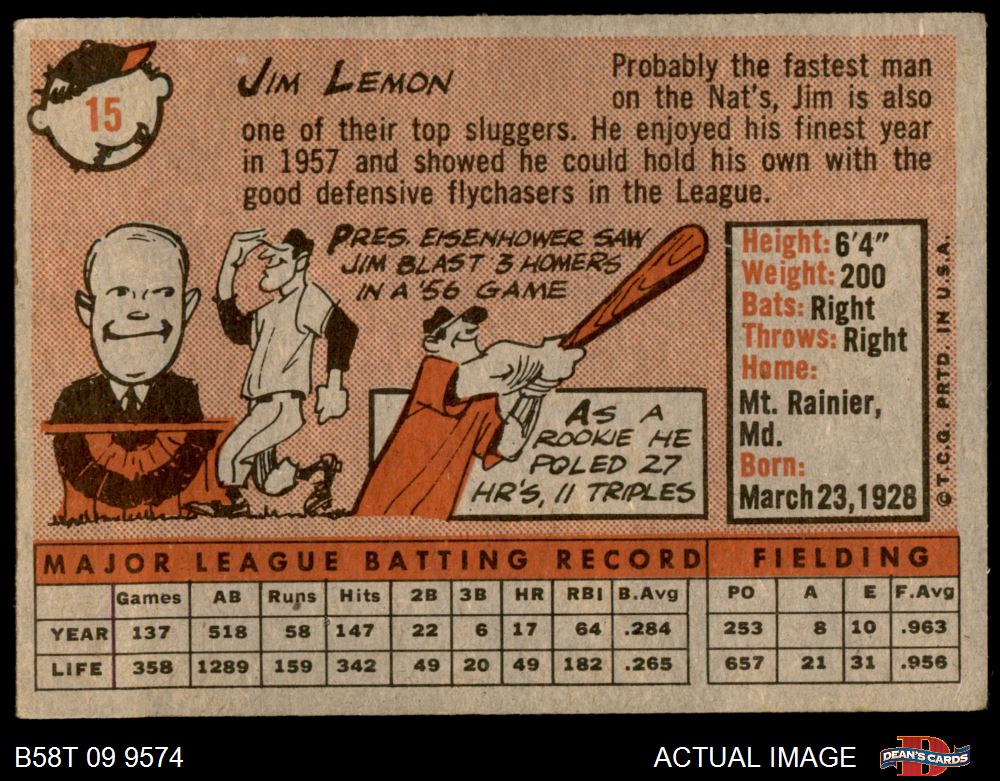 15
JIM LEMON
Probably the fastest man
on the Nat's, Jim is also
one of their top sluggers. He enjoyed his finest year
in 1957 and showed he could hold his own with the
good defensive flychasers in the League.
PRES. EISENHOWER SAW
JIM BLAST 3 HOMERS
IN A '56 GAME
AS A
ROOKIE HE
POLED 27
HR'S, 11 TRIPLES
Height: 6'4"
Weight: 200
Bats: Right
Throws: Right
Home:
Mt. Rainier,
Md.
Born:
March 23, 1928
© T.C.G. PRTD. IN U.S.A.
MAJOR LEAGUE BATTING RECORD FIELDING
Games AB Runs Hits 2B 3B HR RBI B.Avg PO A E F.Avg
YEAR 137 518 58 147 22 6 17 64 .284 253 8 10 .963
LIFE 358 1289 159 342 49 20 49 182 .265 657 21 31 .956
B58T 09 9574 ACTUAL IMAGE DEAN'S CARDS